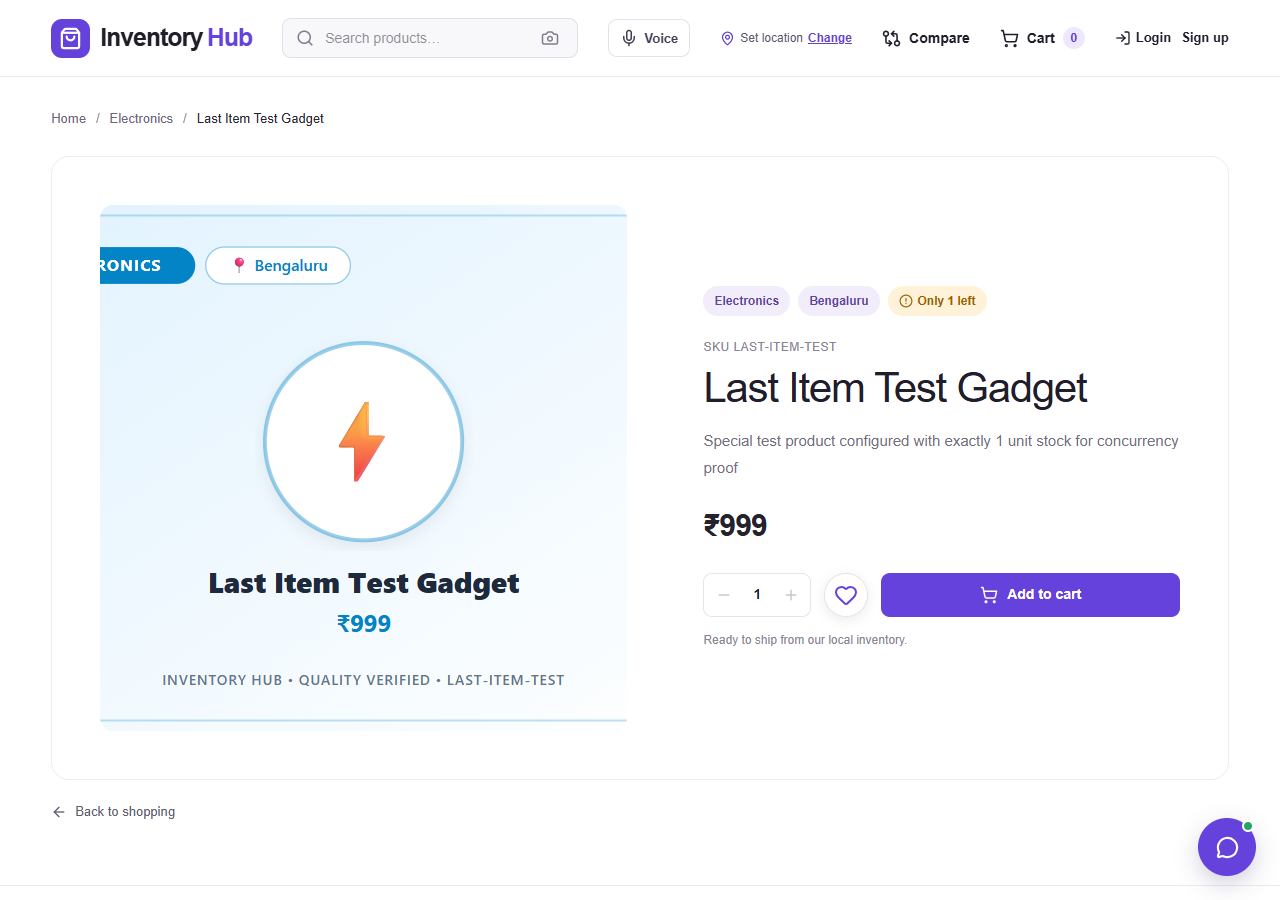 Inventory Hub
Search products...
Voice
Set location Change
Compare
Cart 0
Login
Sign up
Home / Electronics / Last Item Test Gadget
RONICS
Bengaluru
Last Item Test Gadget
₹999
INVENTORY HUB • QUALITY VERIFIED • LAST-ITEM-TEST
Electronics
Bengaluru
Only 1 left
SKU LAST-ITEM-TEST
Last Item Test Gadget
Special test product configured with exactly 1 unit stock for concurrency
proof
₹999
1
Add to cart
Ready to ship from our local inventory.
Back to shopping